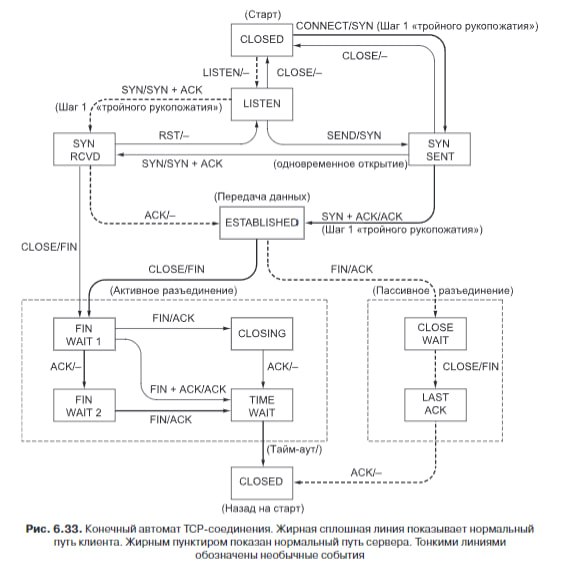 (Старт)
CLOSED
CONNECT/SYN (Шаг 1 «тройного рукопожатия»)
CLOSE/–
LISTEN/–
CLOSE/–
SYN/SYN + ACK
(Шаг 1 «тройного рукопожатия»)
LISTEN
RST/–
SEND/SYN
SYN
RCVD
SYN
SENT
SYN/SYN + ACK
(одновременное открытие)
(Передача данных)
ACK/–
ESTABLISHED
SYN + ACK/ACK
(Шаг 1 «тройного рукопожатия»)
CLOSE/FIN
CLOSE/FIN
FIN/ACK
(Активное разъединение)
(Пассивное разъединение)
FIN
WAIT 1
FIN/ACK
CLOSING
CLOSE
WAIT
ACK/–
ACK/–
CLOSE/FIN
FIN + ACK/ACK
FIN
WAIT 2
FIN/ACK
TIME
WAIT
LAST
ACK
(Тайм-аут/)
CLOSED
ACK/–
(Назад на старт)
Рис. 6.33. Конечный автомат TCP-соединения. Жирная сплошная линия показывает нормальный
путь клиента. Жирным пунктиром показан нормальный путь сервера. Тонкими линиями
обозначены необычные события